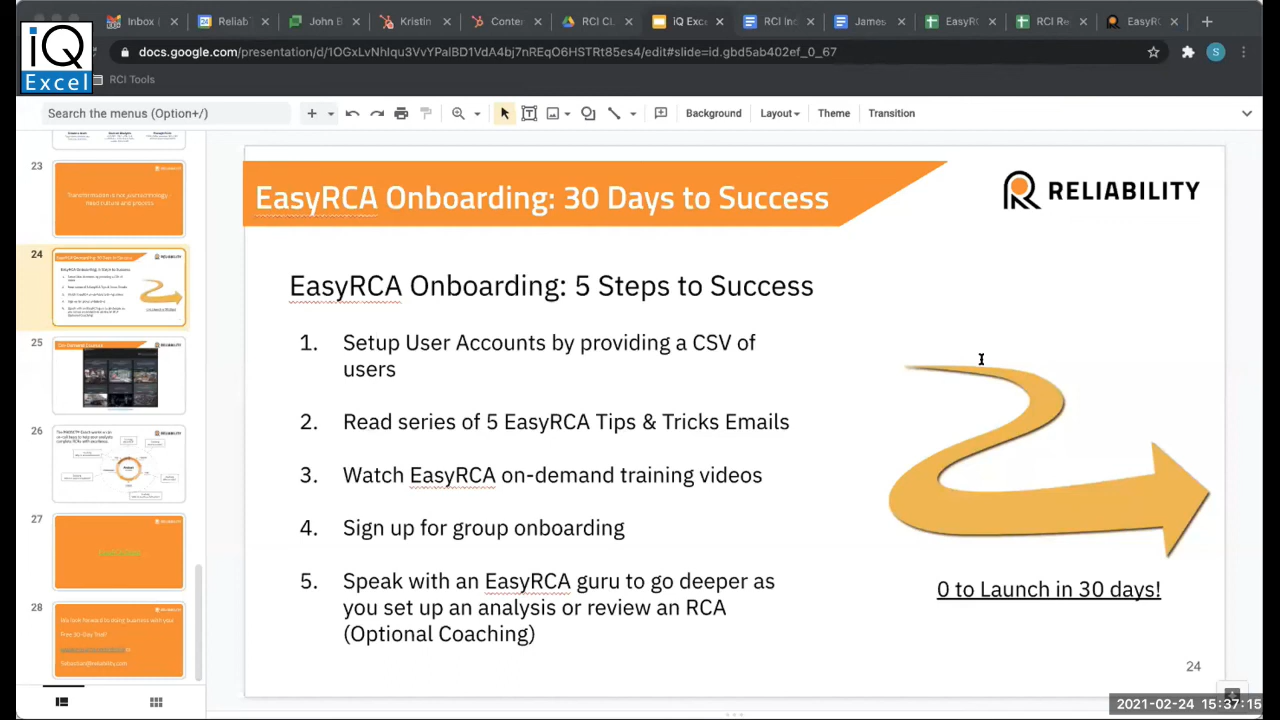 iQ
Excel
Inbox (
Reliab
John B
Kristin
RCI CL
iQ Exc
James
EasyRC
RCI Re
EasyRC
docs.google.com/presentation/d/1OGxLvNhlqu3VvYPalBD1VdA4bj7nREqO6HSTRt85es4/edit#slide=id.gbd5ab42aef_0_67
S
RCI Tools
Search the menus (Option+/)
Background
Layout
Theme
Transition
23
24
25
26
27
28
EasyRCA Onboarding: 30 Days to Success
RELIABILITY
EasyRCA Onboarding: 5 Steps to Success
1. Setup User Accounts by providing a CSV of
users
2. Read series of EasyRCA Tips & Tricks Emails
3. Watch EasyRCA on-demand training videos
4. Sign up for group onboarding
5. Speak with an EasyRCA guru to go deeper as
you set up an analysis or review an RCA
(Optional Coaching)
0 to Launch in 30 days!
24
2021-02-24 15:37:15